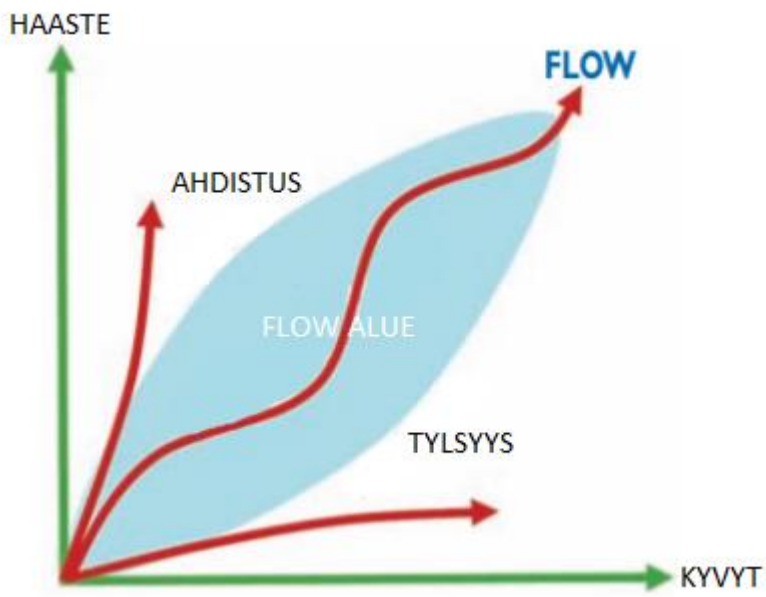 HAASTE
FLOW
AHDISTUS
FLOW ALUE
TYLSYYS
KYVYT